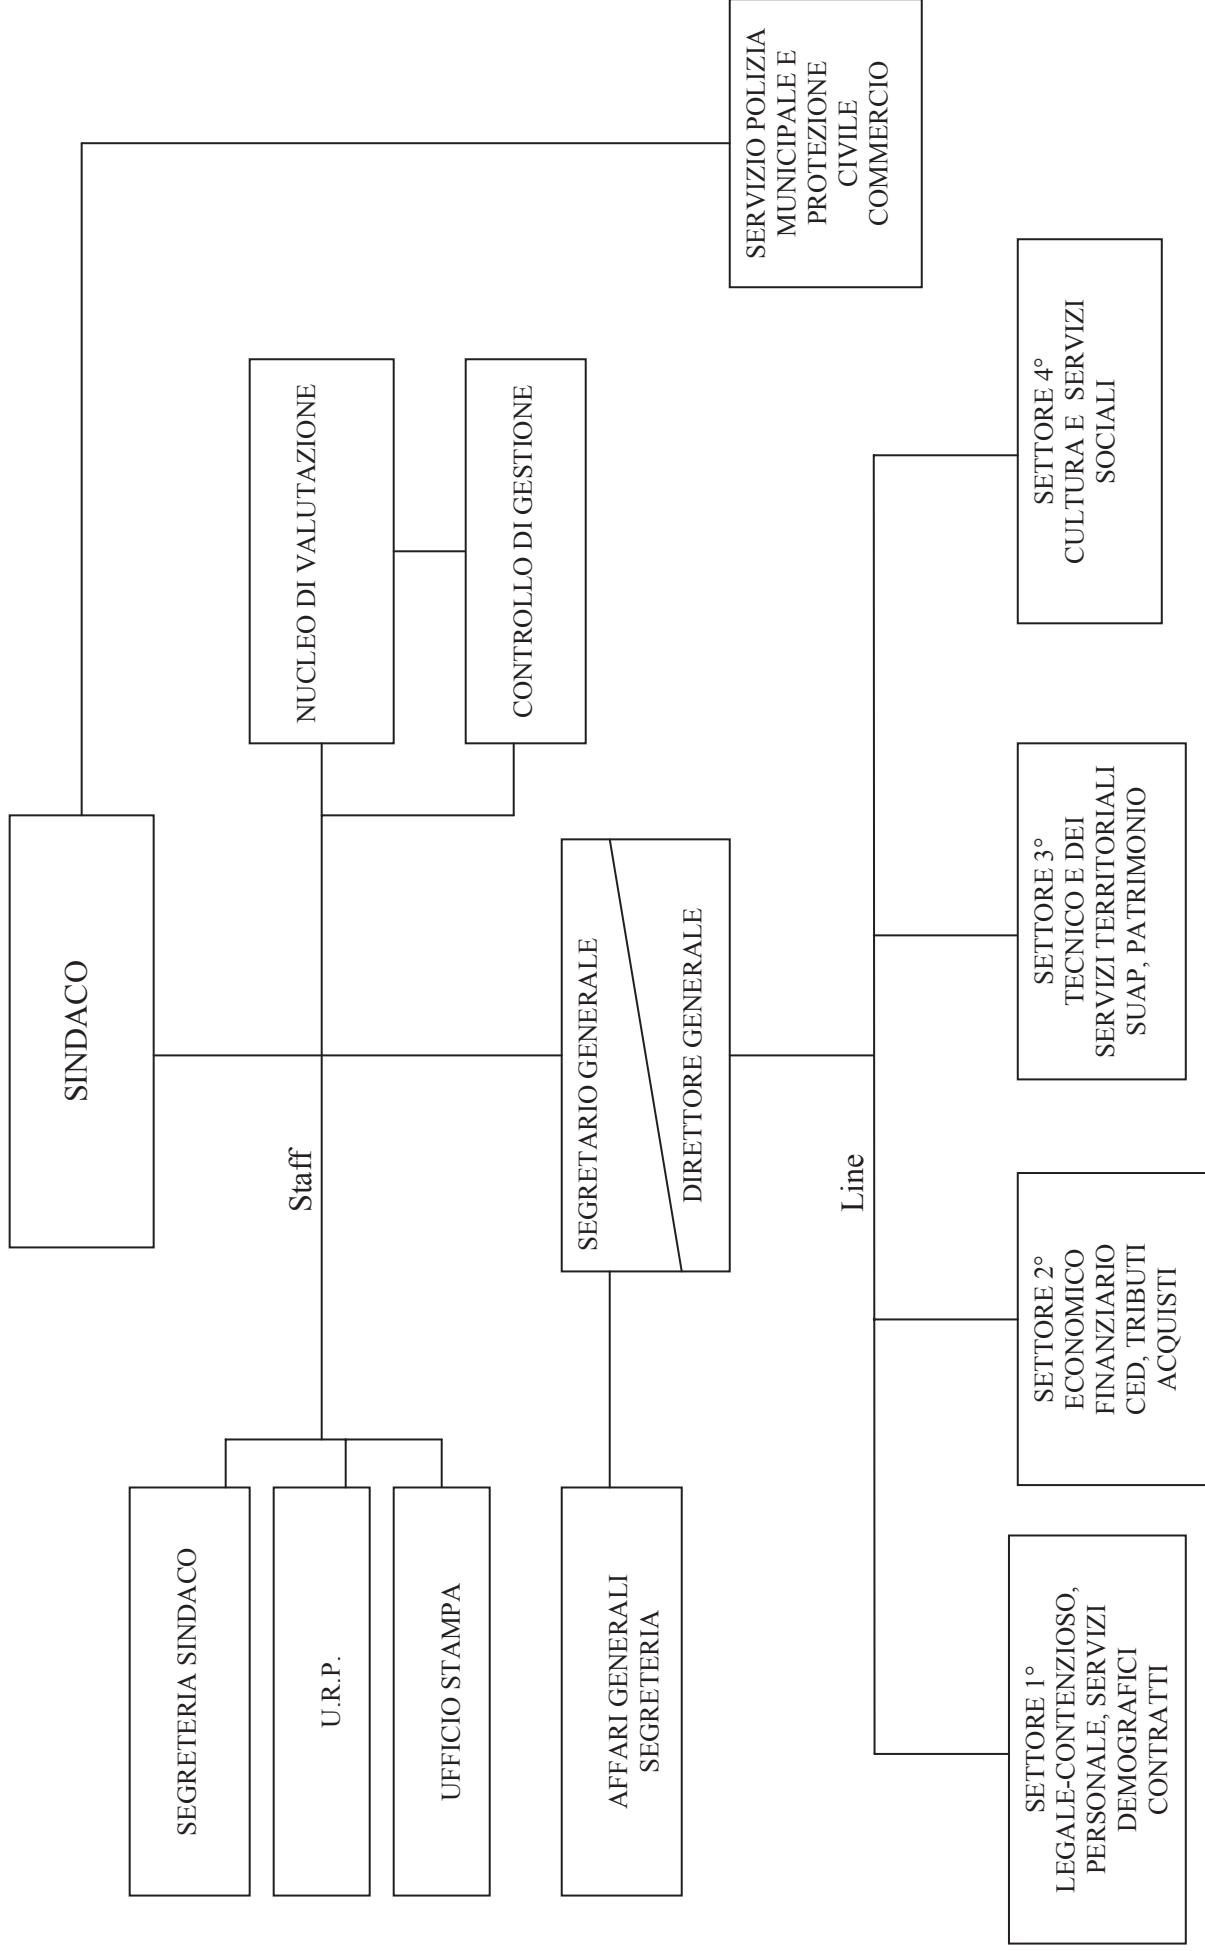 SINDACO
Staff
SEGRETERIA SINDACO
U.R.P.
UFFICIO STAMPA
NUCLEO DI VALUTAZIONE
CONTROLLO DI GESTIONE
SEGRETARIO GENERALE
DIRETTORE GENERALE
AFFARI GENERALI
SEGRETERIA
SERVIZIO POLIZIA
MUNICIPALE E
PROTEZIONE
CIVILE
COMMERCIO
Line
SETTORE 1°
LEGALE-CONTENZIOSO,
PERSONALE, SERVIZI
DEMOGRAFICI
CONTRATTI
SETTORE 2°
ECONOMICO
FINANZIARIO
CED, TRIBUTI
ACQUISTI
SETTORE 3°
TECNICO E DEI
SERVIZI TERRITORIALI
SUAP, PATRIMONIO
SETTORE 4°
CULTURA E SERVIZI
SOCIALI